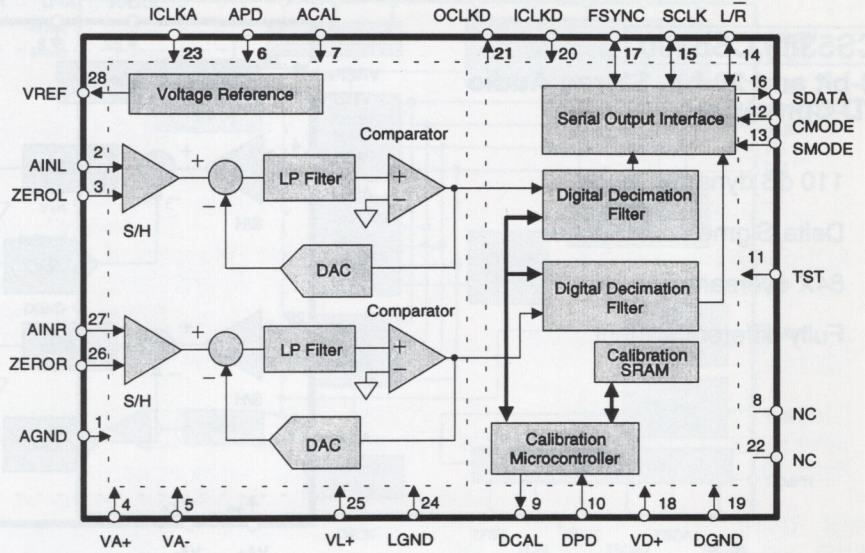 ICLKA APD ACAL OCLKD ICLKD FSYNC SCLK L/R
23 6 7 21 20 17 15 14
28
VREF
Voltage Reference
Serial Output Interface
16
SDATA
12
CMODE
13
SMODE
Comparator
AINL
2
ZEROL
3
S/H
+
−
LP Filter
+
−
Digital Decimation
Filter
DAC
11
TST
Digital Decimation
Filter
Comparator
AINR
27
ZEROR
26
S/H
+
−
LP Filter
+
−
Calibration
SRAM
8
NC
AGND
1
DAC
Calibration
Microcontroller
22
NC
4 5 25 24 9 10 18 19
VA+ VA- VL+ LGND DCAL DPD VD+ DGND